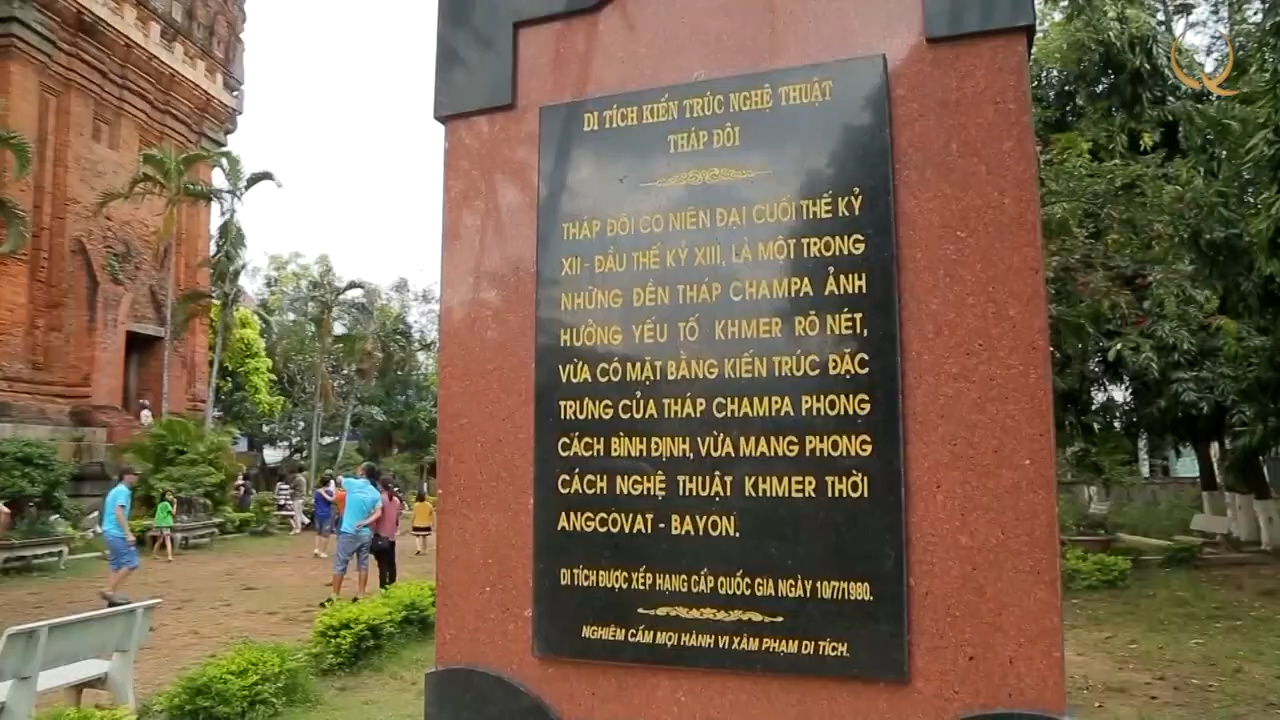 DI TÍCH KIẾN TRÚC NGHỆ THUẬT
THÁP ĐÔI
THÁP ĐÔI CÓ NIÊN ĐẠI CUỐI THẾ KỶ
XII - ĐẦU THẾ KỶ XIII, LÀ MỘT TRONG
NHỮNG ĐỀN THÁP CHAMPA ẢNH
HƯỞNG YẾU TỐ KHMER RÕ NÉT,
VỪA CÓ MẶT BẰNG KIẾN TRÚC ĐẶC
TRƯNG CỦA THÁP CHAMPA PHONG
CÁCH BÌNH ĐỊNH, VỪA MANG PHONG
CÁCH NGHỆ THUẬT KHMER THỜI
ANGCOVAT - BAYON.
DI TÍCH ĐƯỢC XẾP HẠNG CẤP QUỐC GIA NGÀY 10/7/1980.
NGHIÊM CẤM MỌI HÀNH VI XÂM PHẠM DI TÍCH.